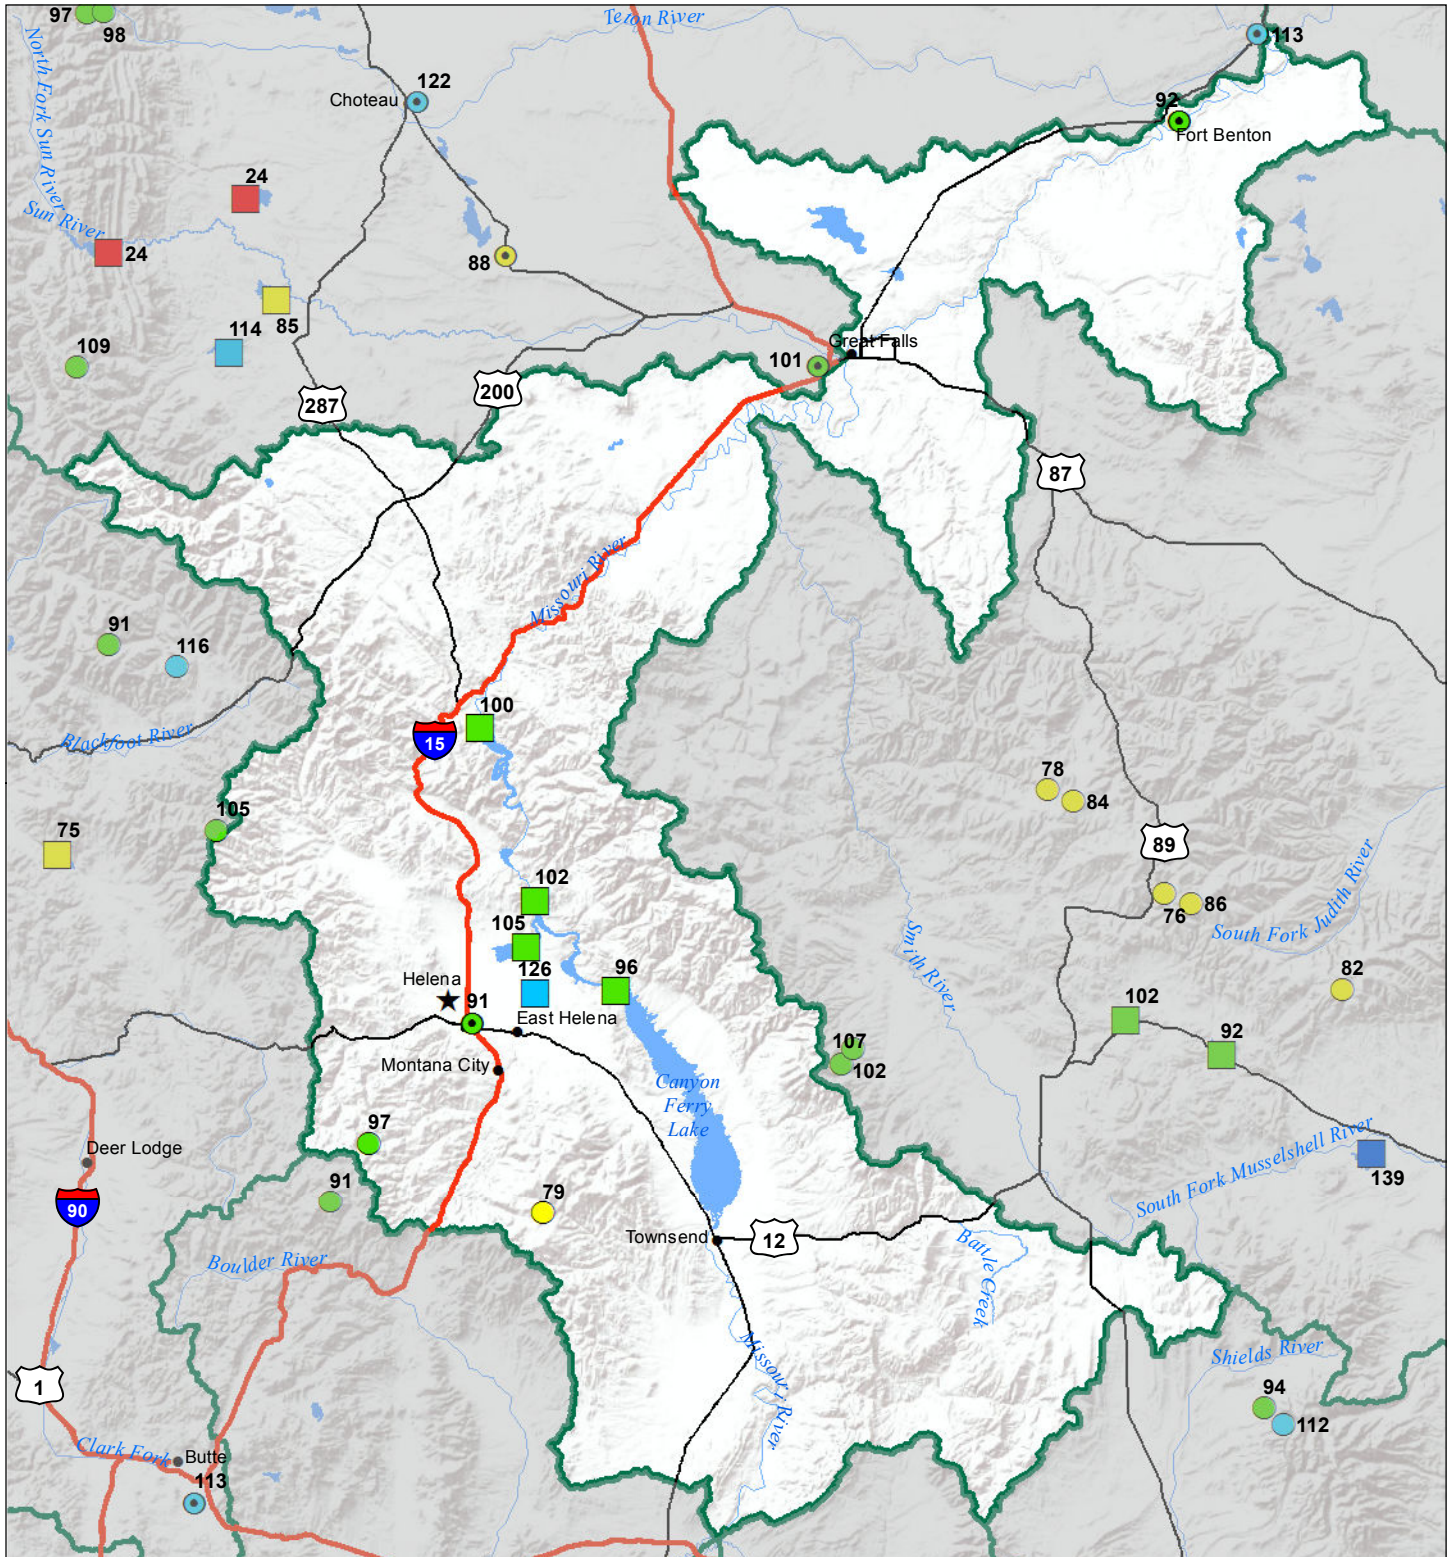 97
98
Teton River
113
North Fork Sun River
122
Choteau
92
Fort Benton
24
Sun River
24
88
85
114
109
101
Great Falls
200
287
87
Missouri River
91
116
100
15
Blackfoot River
78
84
105
75
89
102
76
86
105
South Fork Judith River
Smith River
126
96
82
Helena
91
East Helena
102
107
92
102
Montana City
Canyon
Ferry
Lake
97
Deer Lodge
South Fork Musselshell River
139
91
90
79
Townsend
12
Battle Creek
Boulder River
Missouri River
Shields River
1
94
112
Clark Fork
Butte
113